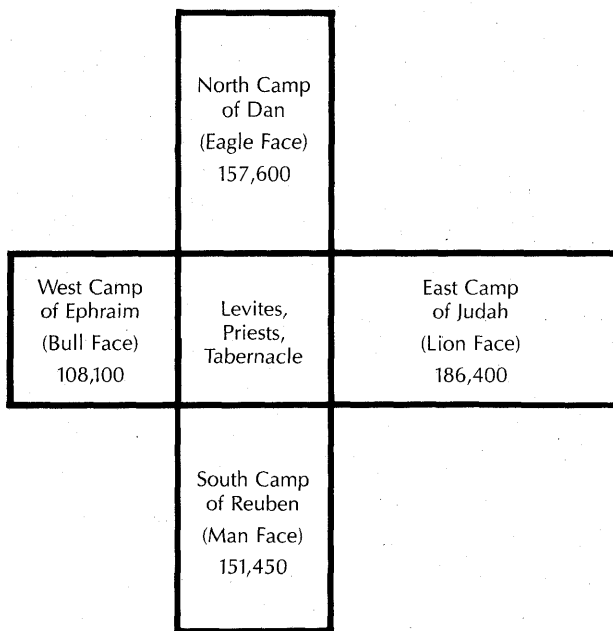 North Camp
of Dan
(Eagle Face)
157,600
West Camp
of Ephraim
(Bull Face)
108,100
Levites,
Priests,
Tabernacle
East Camp
of Judah
(Lion Face)
186,400
South Camp
of Reuben
(Man Face)
151,450